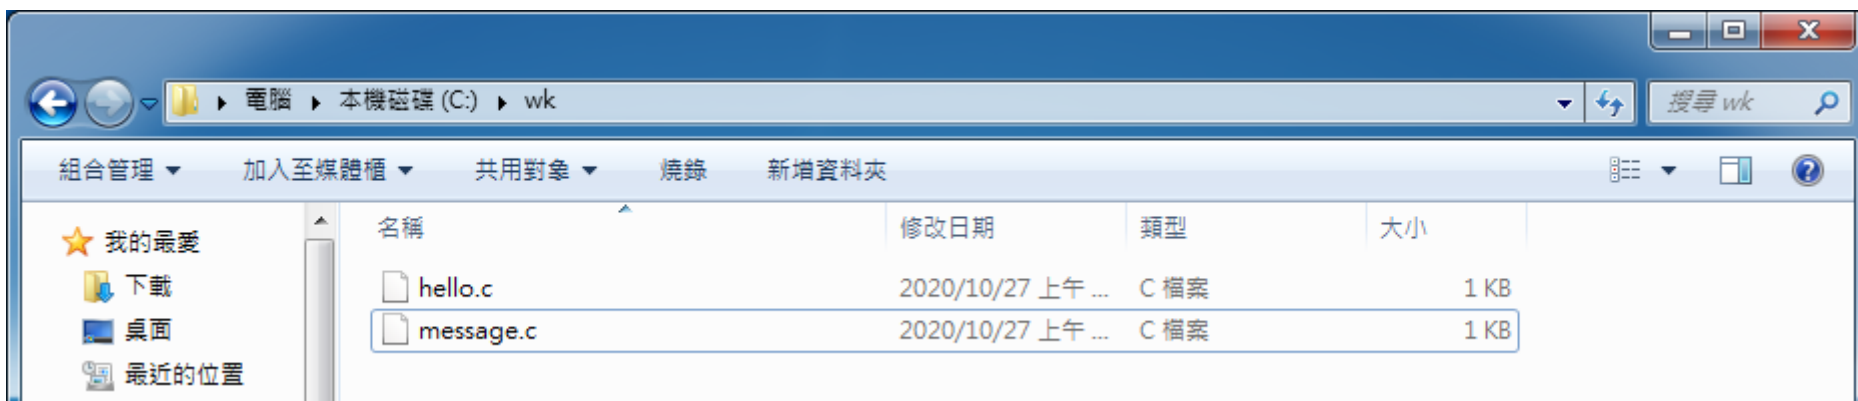 電腦 ▸ 本機磁碟 (C:) ▸ wk
搜尋 wk
組合管理 加入至媒體櫃 共用對象 燒錄 新增資料夾
我的最愛
下載
桌面
最近的位置
名稱 修改日期 類型 大小
hello.c 2020/10/27 上午 ... C 檔案 1 KB
message.c 2020/10/27 上午 ... C 檔案 1 KB